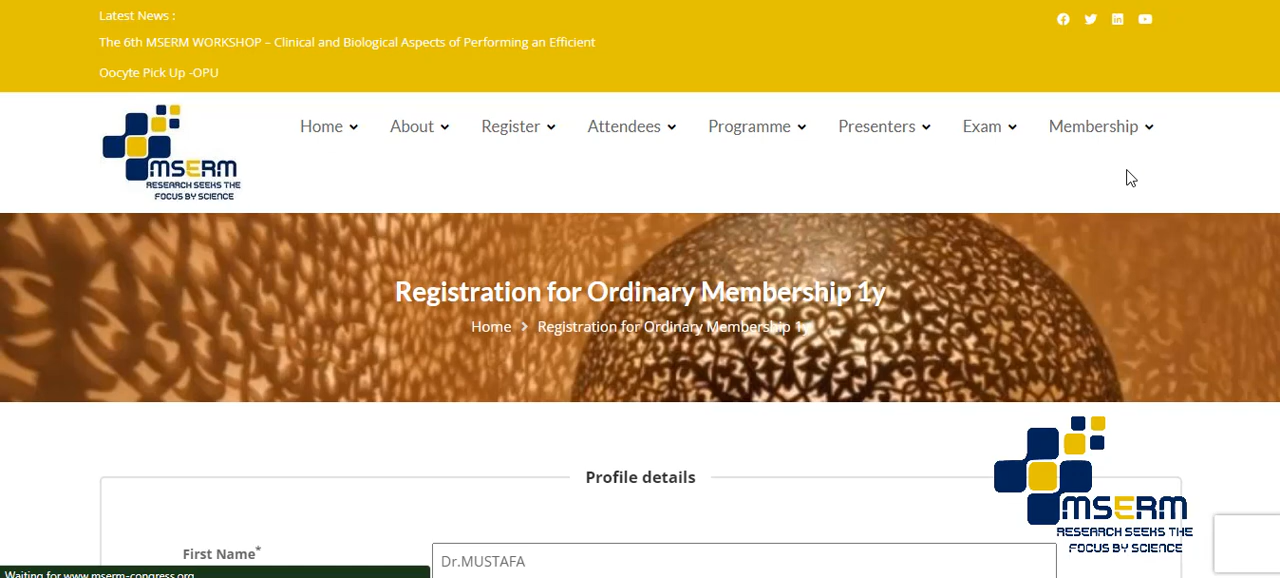 Latest News :
The 6th MSERM WORKSHOP – Clinical and Biological Aspects of Performing an Efficient
Oocyte Pick Up -OPU
MSERM
RESEARCH SEEKS THE
FOCUS BY SCIENCE
Home About Register Attendees Programme Presenters Exam Membership
Registration for Ordinary Membership 1y
Home > Registration for Ordinary Membership 1y
Profile details
First Name*
Dr.MUSTAFA
MSERM
RESEARCH SEEKS THE
FOCUS BY SCIENCE
Waiting for www.mserm-congress.org